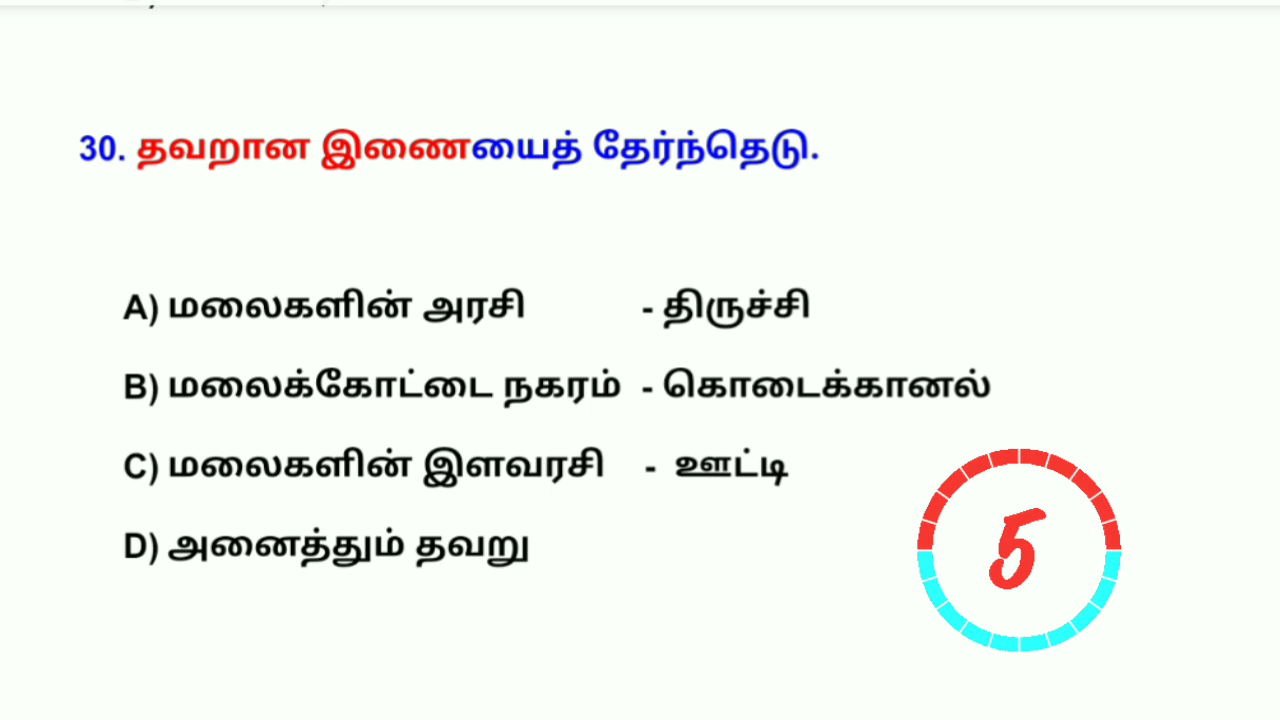 30. தவறான இணையைத் தேர்ந்தெடு.
A) மலைகளின் அரசி - திருச்சி
B) மலைக்கோட்டை நகரம் - கொடைக்கானல்
C) மலைகளின் இளவரசி - ஊட்டி
D) அனைத்தும் தவறு
5